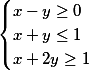 x − y ≥ 0
x + y ≤ 1
x + 2y ≥ 1